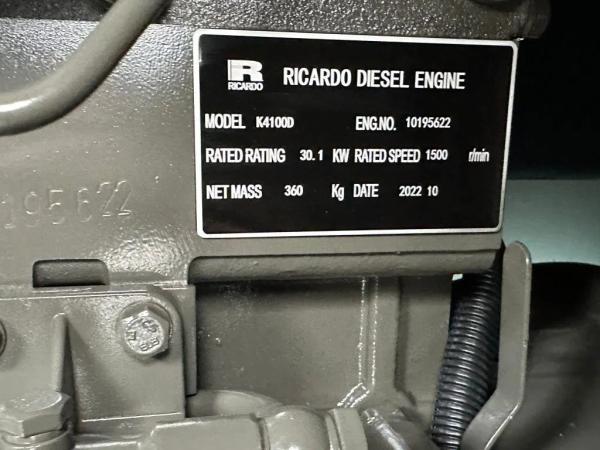 R
RICARDO
RICARDO DIESEL ENGINE
MODEL K4100D ENG.NO. 10195622
RATED RATING 30.1 KW RATED SPEED 1500 r/min
NET MASS 360 Kg DATE 2022 10
195622